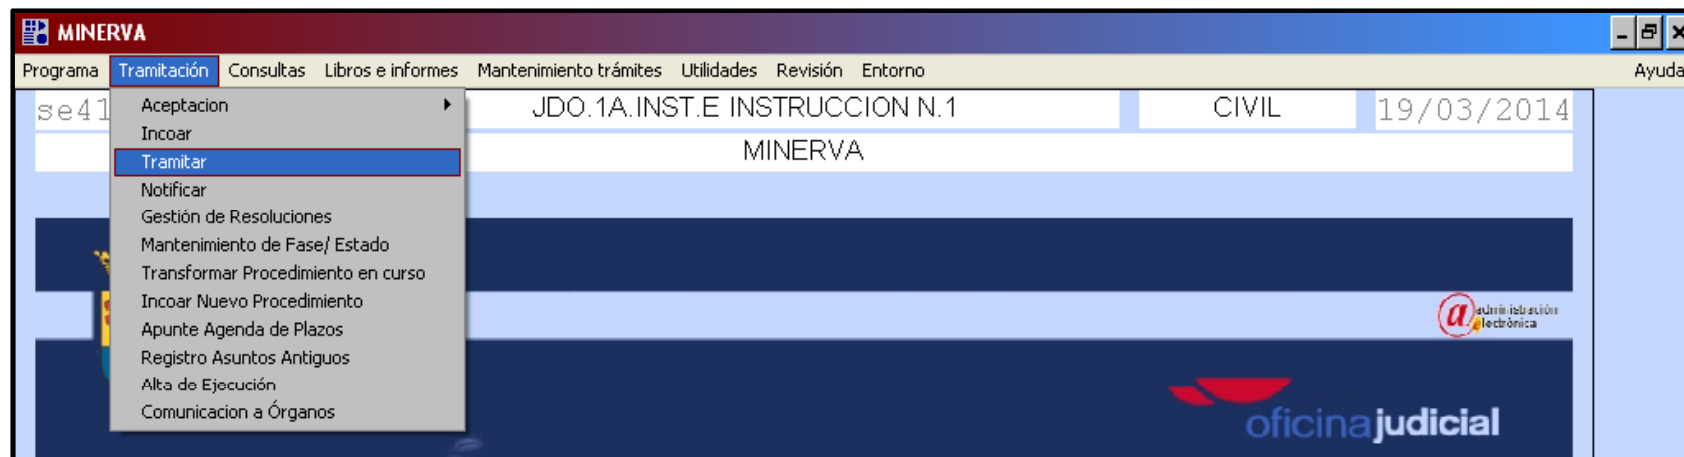 MINERVA
Programa Tramitación Consultas Libros e informes Mantenimiento trámites Utilidades Revisión Entorno Ayuda
se41 JDO.1A.INST.E INSTRUCCION N.1 CIVIL 19/03/2014
MINERVA
Aceptacion
Incoar
Tramitar
Notificar
Gestión de Resoluciones
Mantenimiento de Fase/ Estado
Transformar Procedimiento en curso
Incoar Nuevo Procedimiento
Apunte Agenda de Plazos
Registro Asuntos Antiguos
Alta de Ejecución
Comunicacion a Órganos
administración
electrónica
oficinajudicial